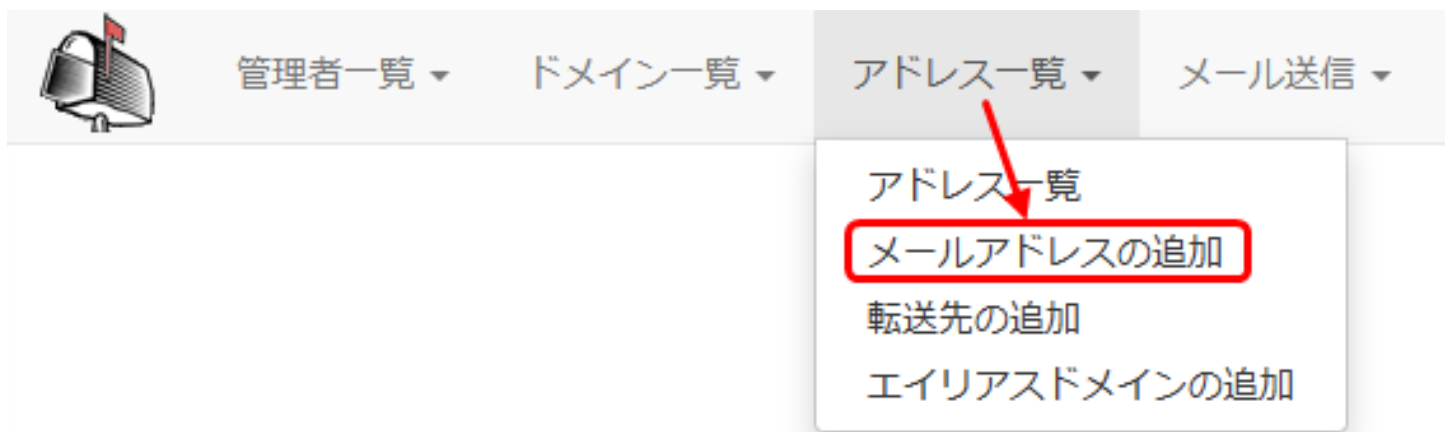 管理者一覧 ドメイン一覧 アドレス一覧 メール送信
アドレス一覧
メールアドレスの追加
転送先の追加
エイリアスドメインの追加